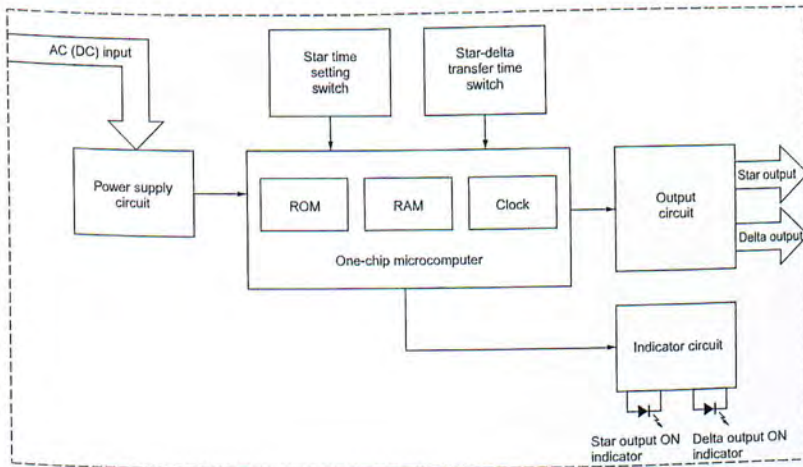 AC (DC) input
Star time
setting
switch
Star-delta
transfer time
switch
Power supply
circuit
ROM
RAM
Clock
One-chip microcomputer
Output
circuit
Star output
Delta output
Indicator circuit
Star output ON
indicator
Delta output ON
indicator